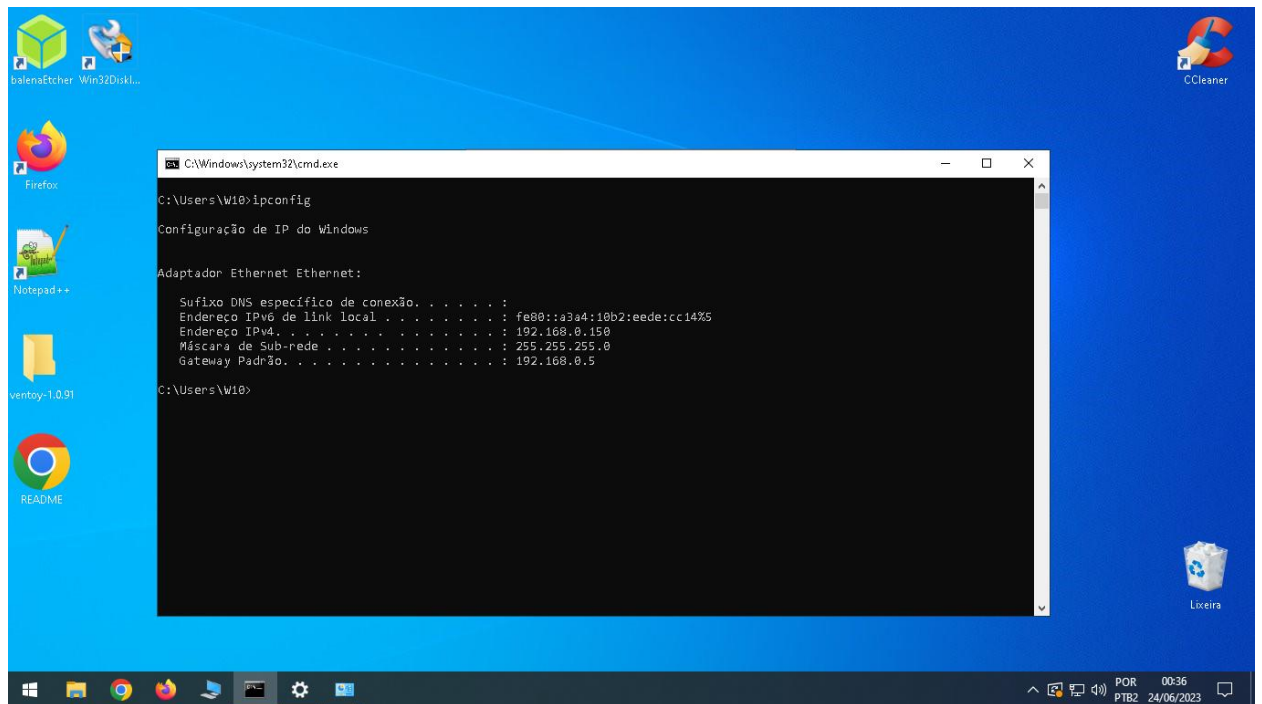 balenaEtcher
Win32DiskI...
CCleaner
Firefox
Notepad++
ventoy-1.0.91
README
Lixeira
C:\Windows\system32\cmd.exe
C:\Users\W10>ipconfig
Configuração de IP do Windows
Adaptador Ethernet Ethernet:
Sufixo DNS específico de conexão. . . . . . :
Endereço IPv6 de link local . . . . . . . . : fe80::a3a4:10b2:eede:cc14%5
Endereço IPv4. . . . . . . . . . . . . . . : 192.168.0.150
Máscara de Sub-rede . . . . . . . . . . . . : 255.255.255.0
Gateway Padrão. . . . . . . . . . . . . . . : 192.168.0.5
C:\Users\W10>
POR
PTB2
00:36
24/06/2023